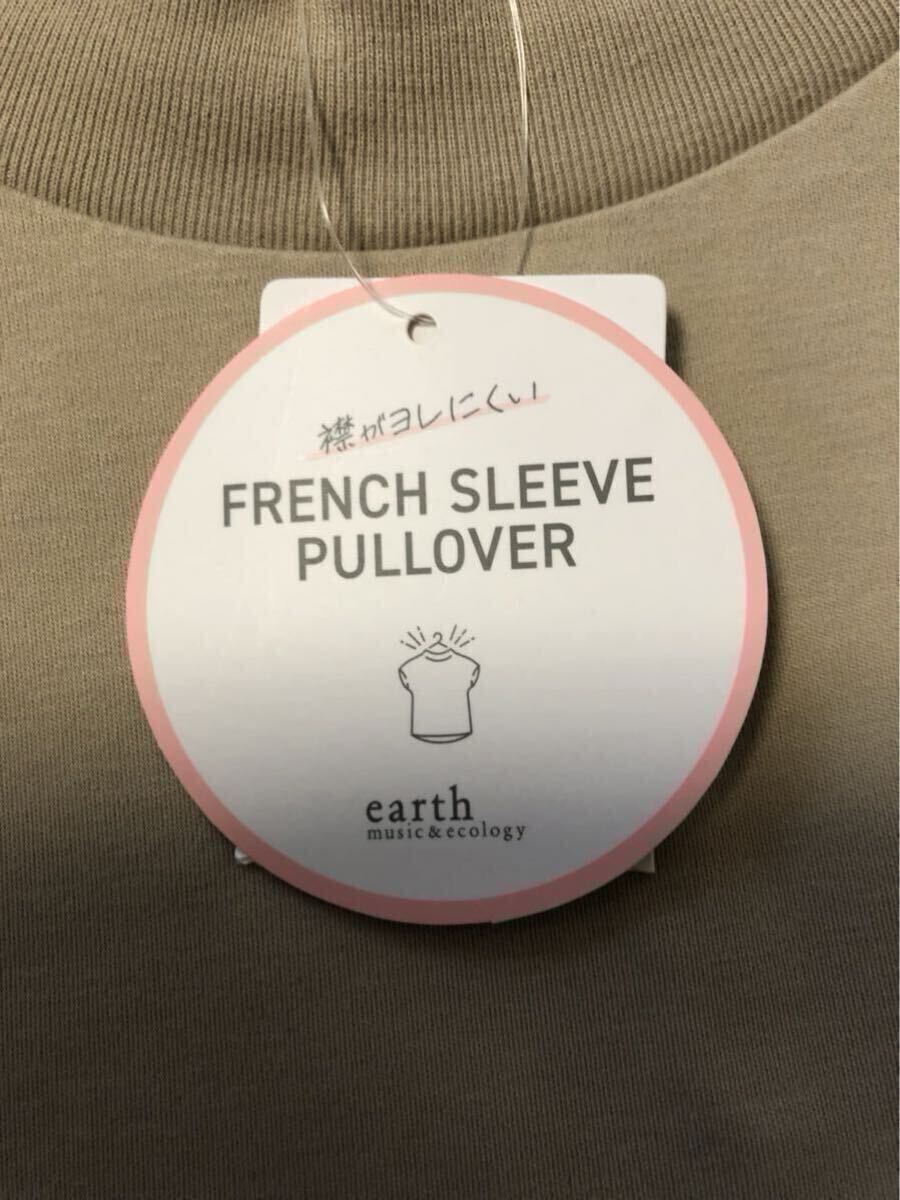 襟がヨレにくい
FRENCH SLEEVE
PULLOVER
earth
music&ecology